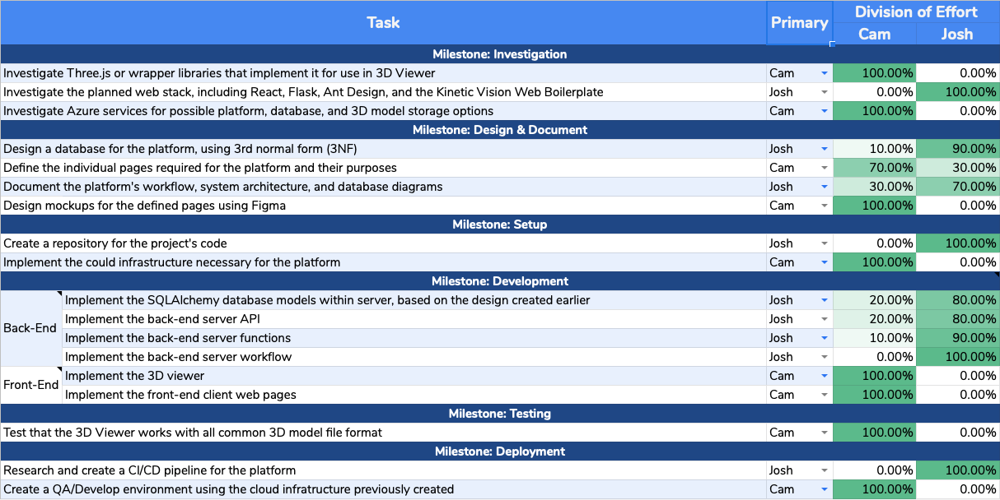 Task Primary Division of Effort
Cam Josh
Milestone: Investigation
Investigate Three.js or wrapper libraries that implement it for use in 3D Viewer Cam 100.00% 0.00%
Investigate the planned web stack, including React, Flask, Ant Design, and the Kinetic Vision Web Boilerplate Josh 0.00% 100.00%
Investigate Azure services for possible platform, database, and 3D model storage options Cam 100.00% 0.00%
Milestone: Design & Document
Design a database for the platform, using 3rd normal form (3NF) Josh 10.00% 90.00%
Define the individual pages required for the platform and their purposes Cam 70.00% 30.00%
Document the platform's workflow, system architecture, and database diagrams Josh 30.00% 70.00%
Design mockups for the defined pages using Figma Cam 100.00% 0.00%
Milestone: Setup
Create a repository for the project's code Josh 0.00% 100.00%
Implement the could infrastructure necessary for the platform Cam 100.00% 0.00%
Milestone: Development
Back-End
Implement the SQLAlchemy database models within server, based on the design created earlier Josh 20.00% 80.00%
Implement the back-end server API Josh 20.00% 80.00%
Implement the back-end server functions Josh 10.00% 90.00%
Implement the back-end server workflow Josh 0.00% 100.00%
Front-End
Implement the 3D viewer Cam 100.00% 0.00%
Implement the front-end client web pages Cam 100.00% 0.00%
Milestone: Testing
Test that the 3D Viewer works with all common 3D model file format Cam 100.00% 0.00%
Milestone: Deployment
Research and create a CI/CD pipeline for the platform Josh 0.00% 100.00%
Create a QA/Develop environment using the cloud infratructure previously created Cam 100.00% 0.00%